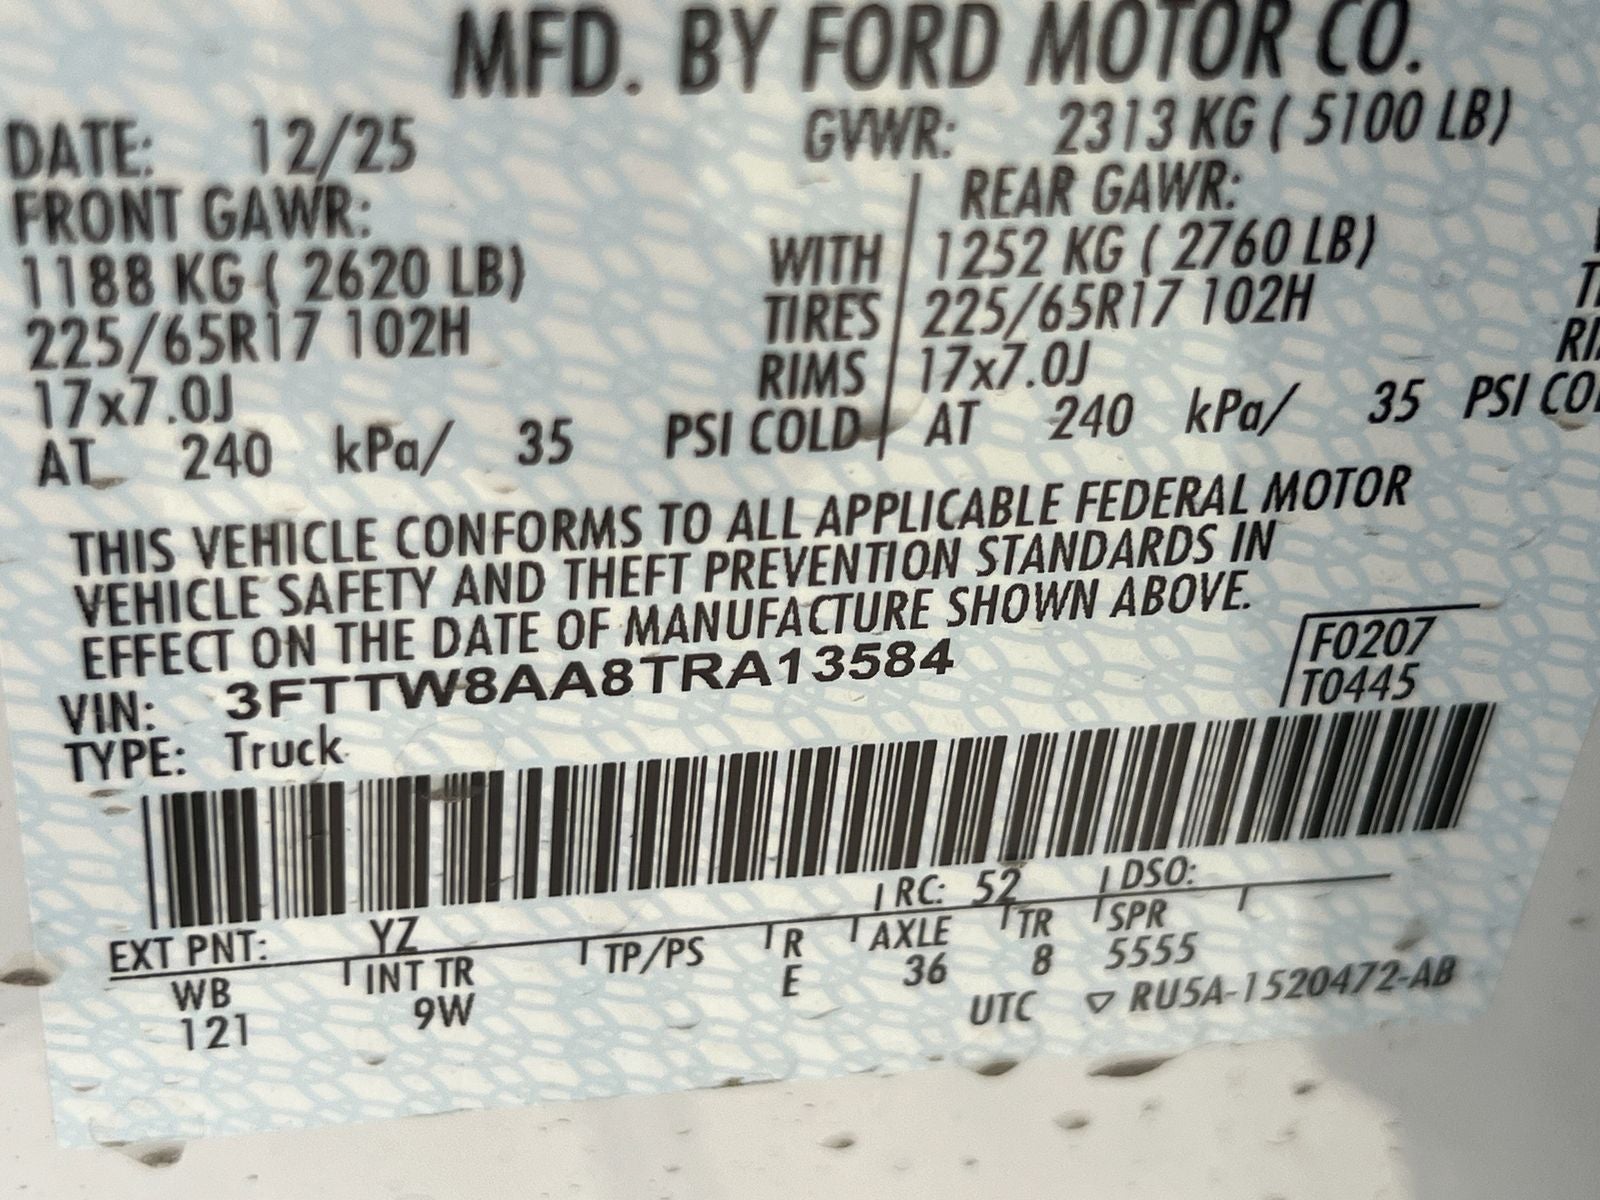 MFD. BY FORD MOTOR CO.
DATE: 12/25 GVWR: 2313 KG ( 5100 LB)
FRONT GAWR: REAR GAWR:
1188 KG ( 2620 LB) WITH 1252 KG ( 2760 LB)
225/65R17 102H TIRES 225/65R17 102H
17x7.0J RIMS 17x7.0J
AT 240 kPa/ 35 PSI COLD AT 240 kPa/ 35 PSI COL
THIS VEHICLE CONFORMS TO ALL APPLICABLE FEDERAL MOTOR
VEHICLE SAFETY AND THEFT PREVENTION STANDARDS IN
EFFECT ON THE DATE OF MANUFACTURE SHOWN ABOVE.
VIN: 3FTTW8AA8TRA13584 F0207
TYPE: Truck T0445
RC: 52 DSO:
EXT PNT: YZ
WB INT TR TP/PS R AXLE TR SPR
121 9W E 36 8 5555
UTC ▽ RU5A-1520472-AB